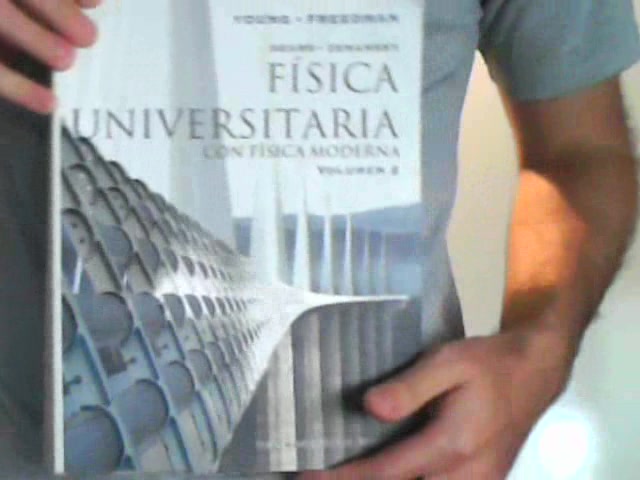 YOUNG • FREEDMAN
SEARS • ZEMANSKY
FÍSICA
UNIVERSITARIA
CON FÍSICA MODERNA
VOLUMEN 2